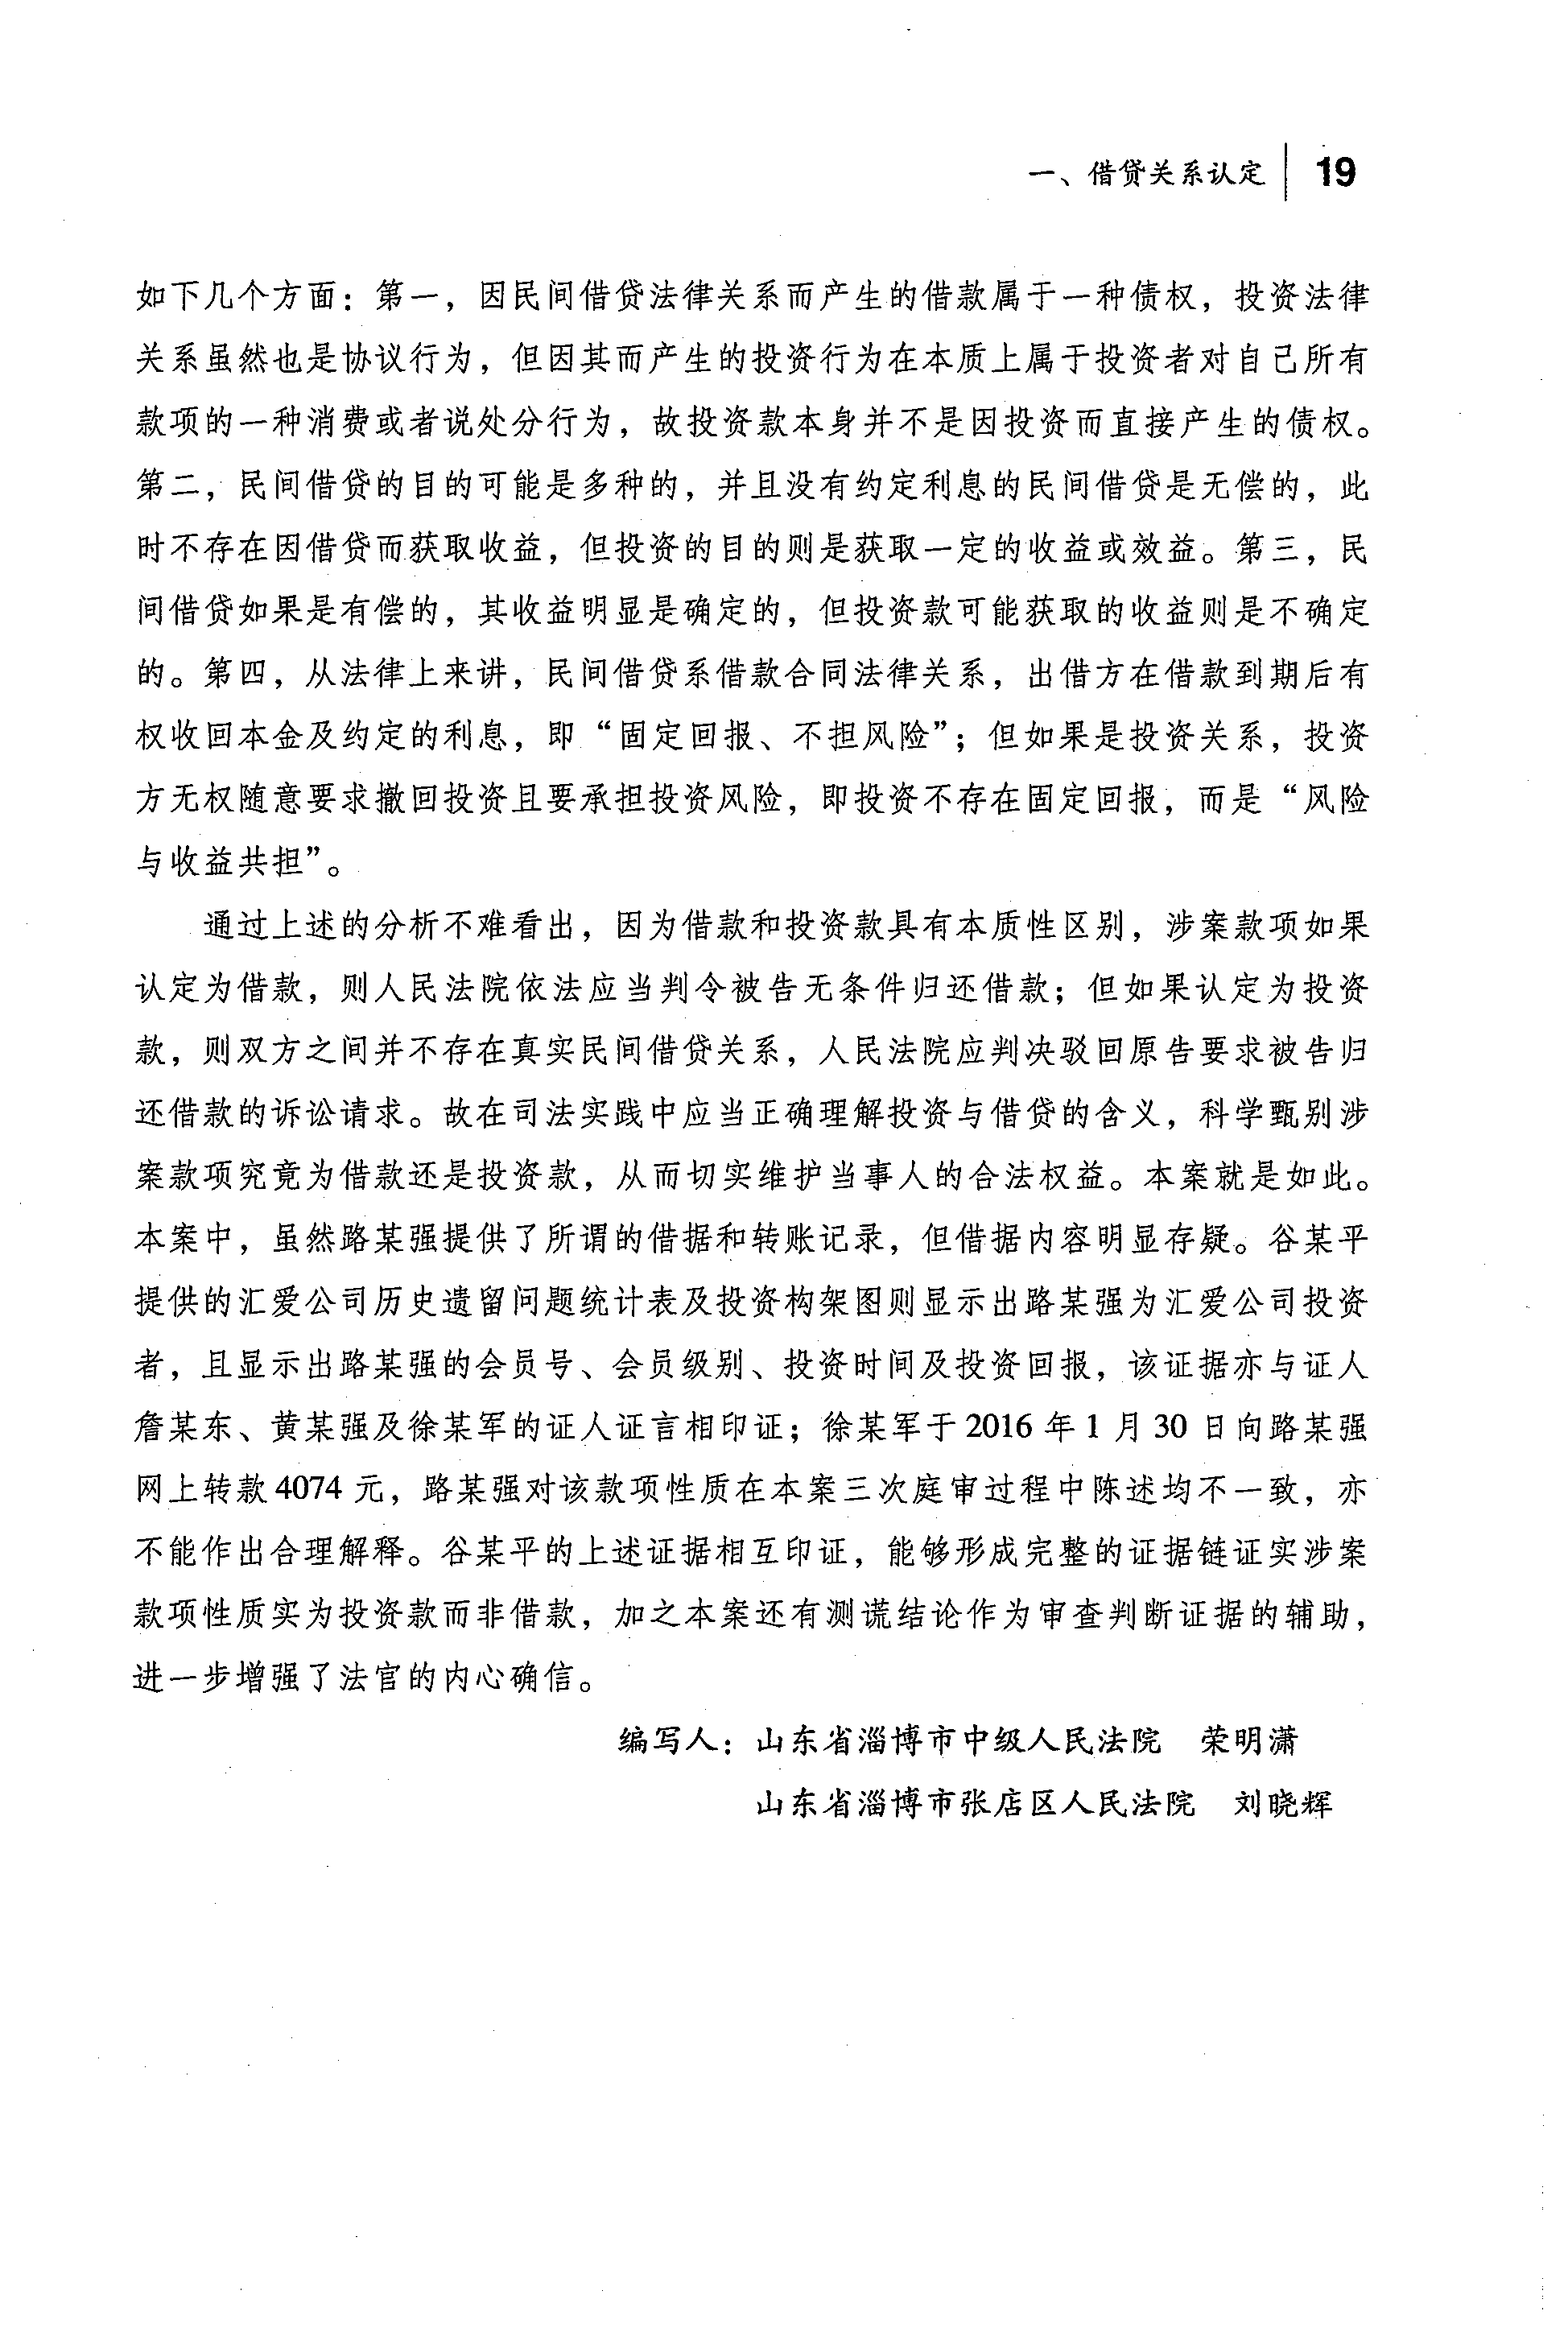 一、借贷关系认定 19
如下几个方面：第一，因民间借贷法律关系而产生的借款属于一种债权，投资法律
关系虽然也是协议行为，但因其而产生的投资行为在本质上属于投资者对自己所有
款项的一种消费或者说处分行为，故投资款本身并不是因投资而直接产生的债权。
第二，民间借贷的目的可能是多种的，并且没有约定利息的民间借贷是无偿的，此
时不存在因借贷而获取收益，但投资的目的则是获取一定的收益或效益。第三，民
间借贷如果是有偿的，其收益明显是确定的，但投资款可能获取的收益则是不确定
的。第四，从法律上来讲，民间借贷系借款合同法律关系，出借方在借款到期后有
权收回本金及约定的利息，即“固定回报、不担风险”；但如果是投资关系，投资
方无权随意要求撤回投资且要承担投资风险，即投资不存在固定回报，而是“风险
与收益共担”。
通过上述的分析不难看出，因为借款和投资款具有本质性区别，涉案款项如果
认定为借款，则人民法院依法应当判令被告无条件归还借款；但如果认定为投资
款，则双方之间并不存在真实民间借贷关系，人民法院应判决驳回原告要求被告归
还借款的诉讼请求。故在司法实践中应当正确理解投资与借贷的含义，科学甄别涉
案款项究竟为借款还是投资款，从而切实维护当事人的合法权益。本案就是如此。
本案中，虽然路某强提供了所谓的借据和转账记录，但借据内容明显存疑。谷某平
提供的汇爱公司历史遗留问题统计表及投资构架图则显示出路某强为汇爱公司投资
者，且显示出路某强的会员号、会员级别、投资时间及投资回报，该证据亦与证人
詹某东、黄某强及徐某军的证人证言相印证；徐某军于 2016 年 1 月 30 日向路某强
网上转款 4074 元，路某强对该款项性质在本案三次庭审过程中陈述均不一致，亦
不能作出合理解释。谷某平的上述证据相互印证，能够形成完整的证据链证实涉案
款项性质实为投资款而非借款，加之本案还有测谎结论作为审查判断证据的辅助，
进一步增强了法官的内心确信。
编写人：山东省淄博市中级人民法院 荣明潇
山东省淄博市张店区人民法院 刘晓辉